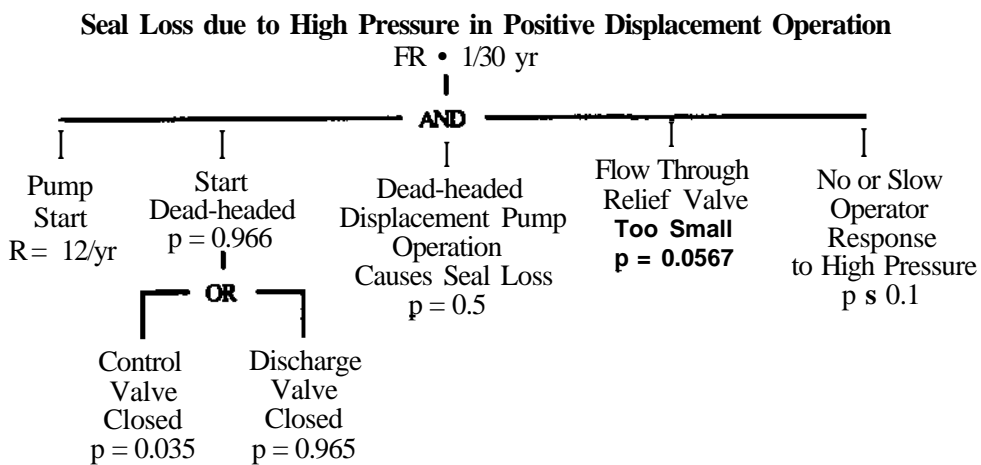 Seal Loss due to High Pressure in Positive Displacement Operation
FR • 1/30 yr
AND
Pump
Start
R= 12/yr
Start
Dead-headed
p = 0.966
OR
Control
Valve
Closed
p = 0.035
Discharge
Valve
Closed
p = 0.965
Dead-headed
Displacement Pump
Operation
Causes Seal Loss
p = 0.5
Flow Through
Relief Valve
Too Small
p = 0.0567
No or Slow
Operator
Response
to High Pressure
p s 0.1